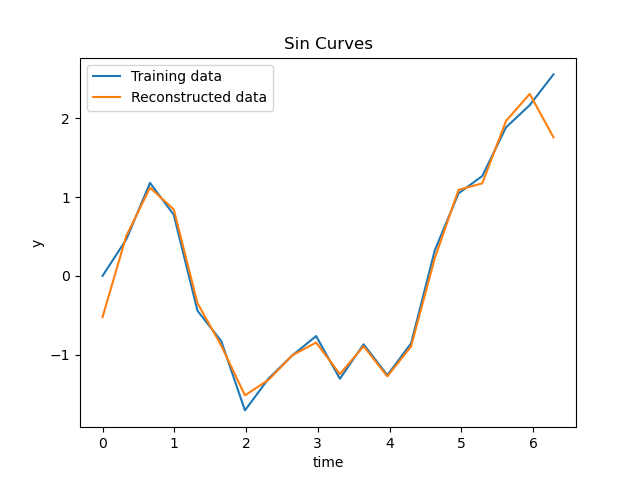 Sin Curves
Training data
Reconstructed data
2
1
0
−1
y
0 1 2 3 4 5 6
time